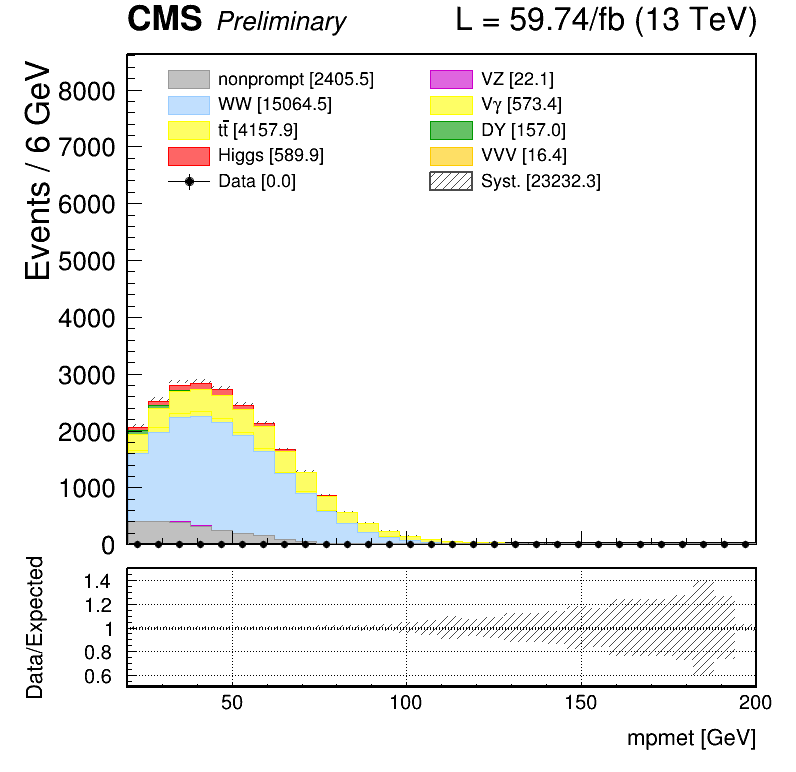 CMS Preliminary L = 59.74/fb (13 TeV)
Events / 6 GeV
8000
7000
6000
5000
4000
3000
2000
1000
0
nonprompt [2405.5]
WW [15064.5]
tt̄ [4157.9]
Higgs [589.9]
Data [0.0]
VZ [22.1]
Vγ [573.4]
DY [157.0]
VVV [16.4]
Syst. [23232.3]
Data/Expected
1.4
1.2
1
0.8
0.6
50 100 150 200
mpmet [GeV]